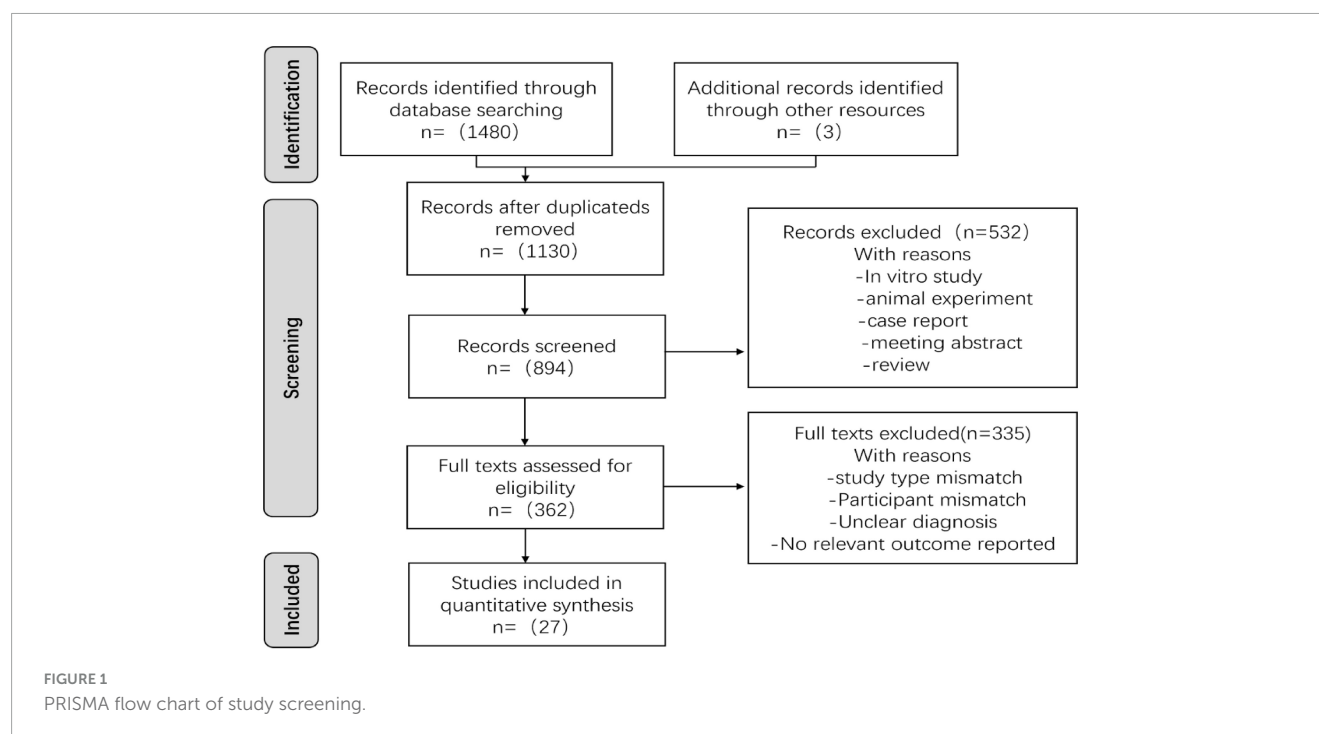 Identification
Records identified through
database searching
n= （1480）
Additional records identified
through other resources
n= （3）
Screening
Records after duplicateds
removed
n= （1130）
Records excluded （n=532）
With reasons
-In vitro study
-animal experiment
-case report
-meeting abstract
-review
Records screened
n= （894）
Full texts assessed for
eligibility
n= （362）
Full texts excluded(n=335)
With reasons
-study type mismatch
-Participant mismatch
-Unclear diagnosis
-No relevant outcome reported
Included
Studies included in
quantitative synthesis
n= （27）
FIGURE 1
PRISMA flow chart of study screening.